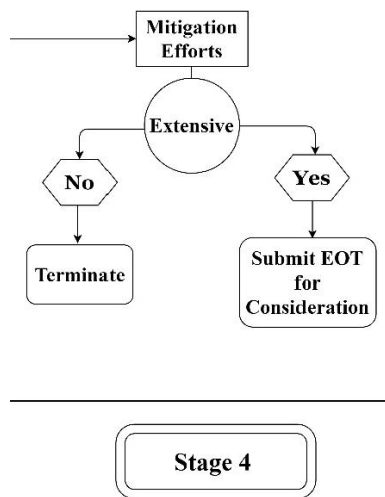 Mitigation
Efforts
Extensive
No
Yes
Terminate
Submit EOT
for
Consideration
Stage 4